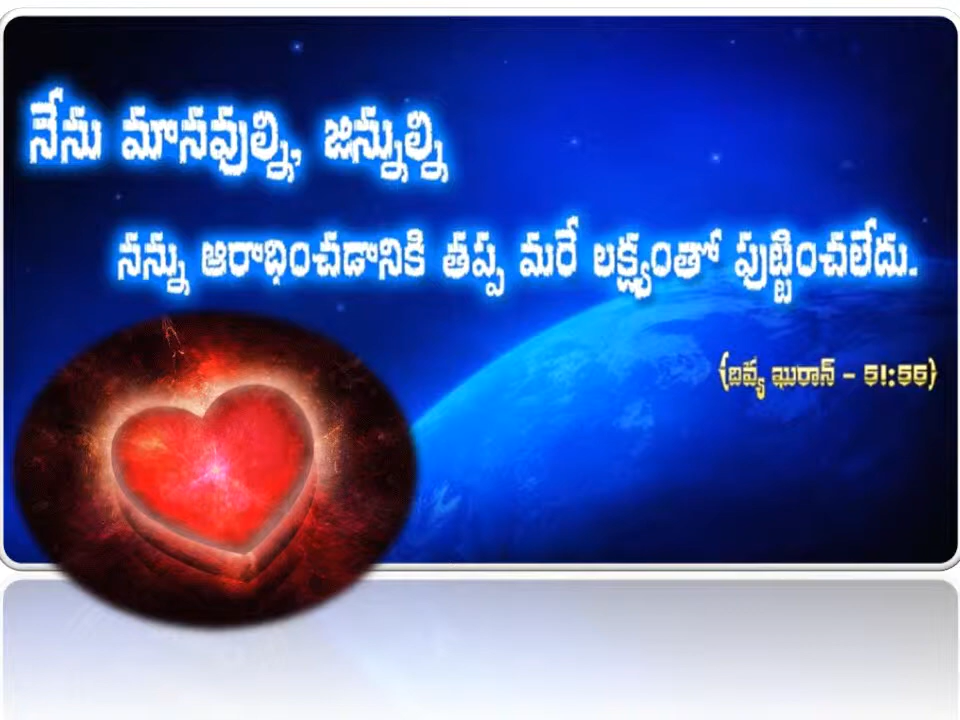 నేను మానవుల్ని, జిన్నుల్ని
నన్ను ఆరాధించడానికి తప్ప మరే లక్ష్యంతో పుట్టించలేదు.
(దివ్య ఖురాన్ – 51:56)